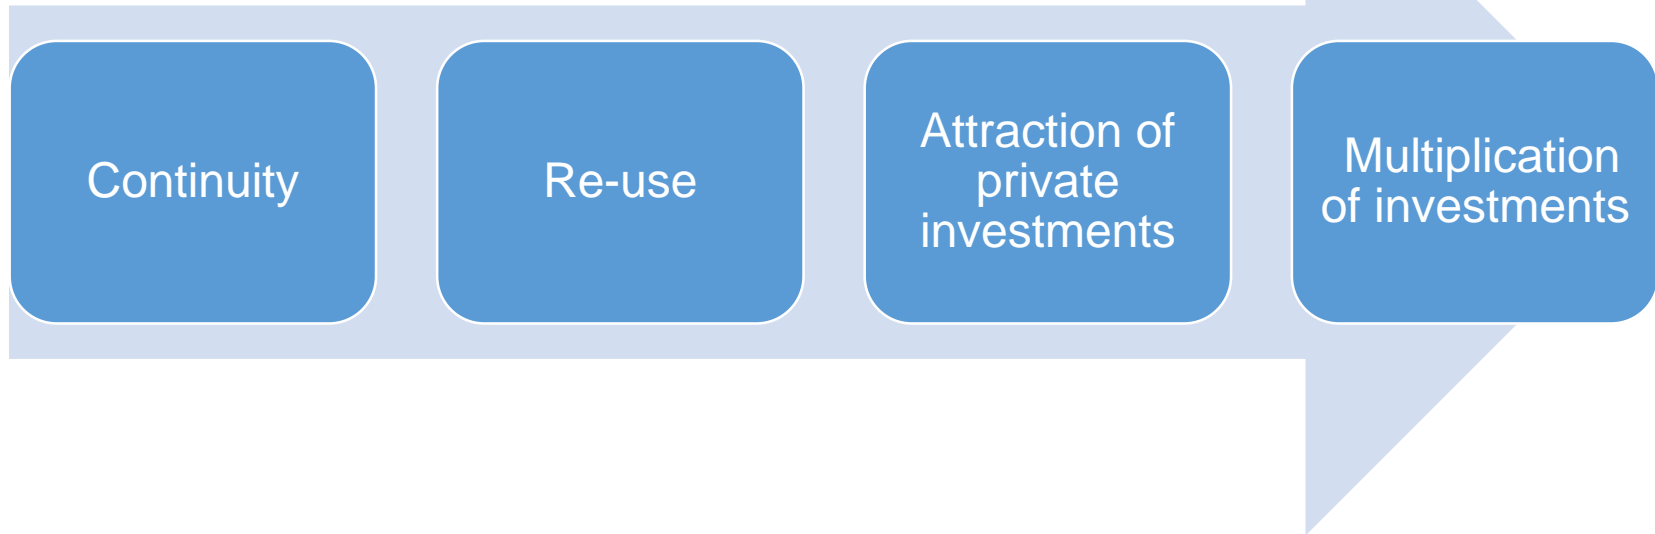 Continuity
Re-use
Attraction of
private
investments
Multiplication
of investments